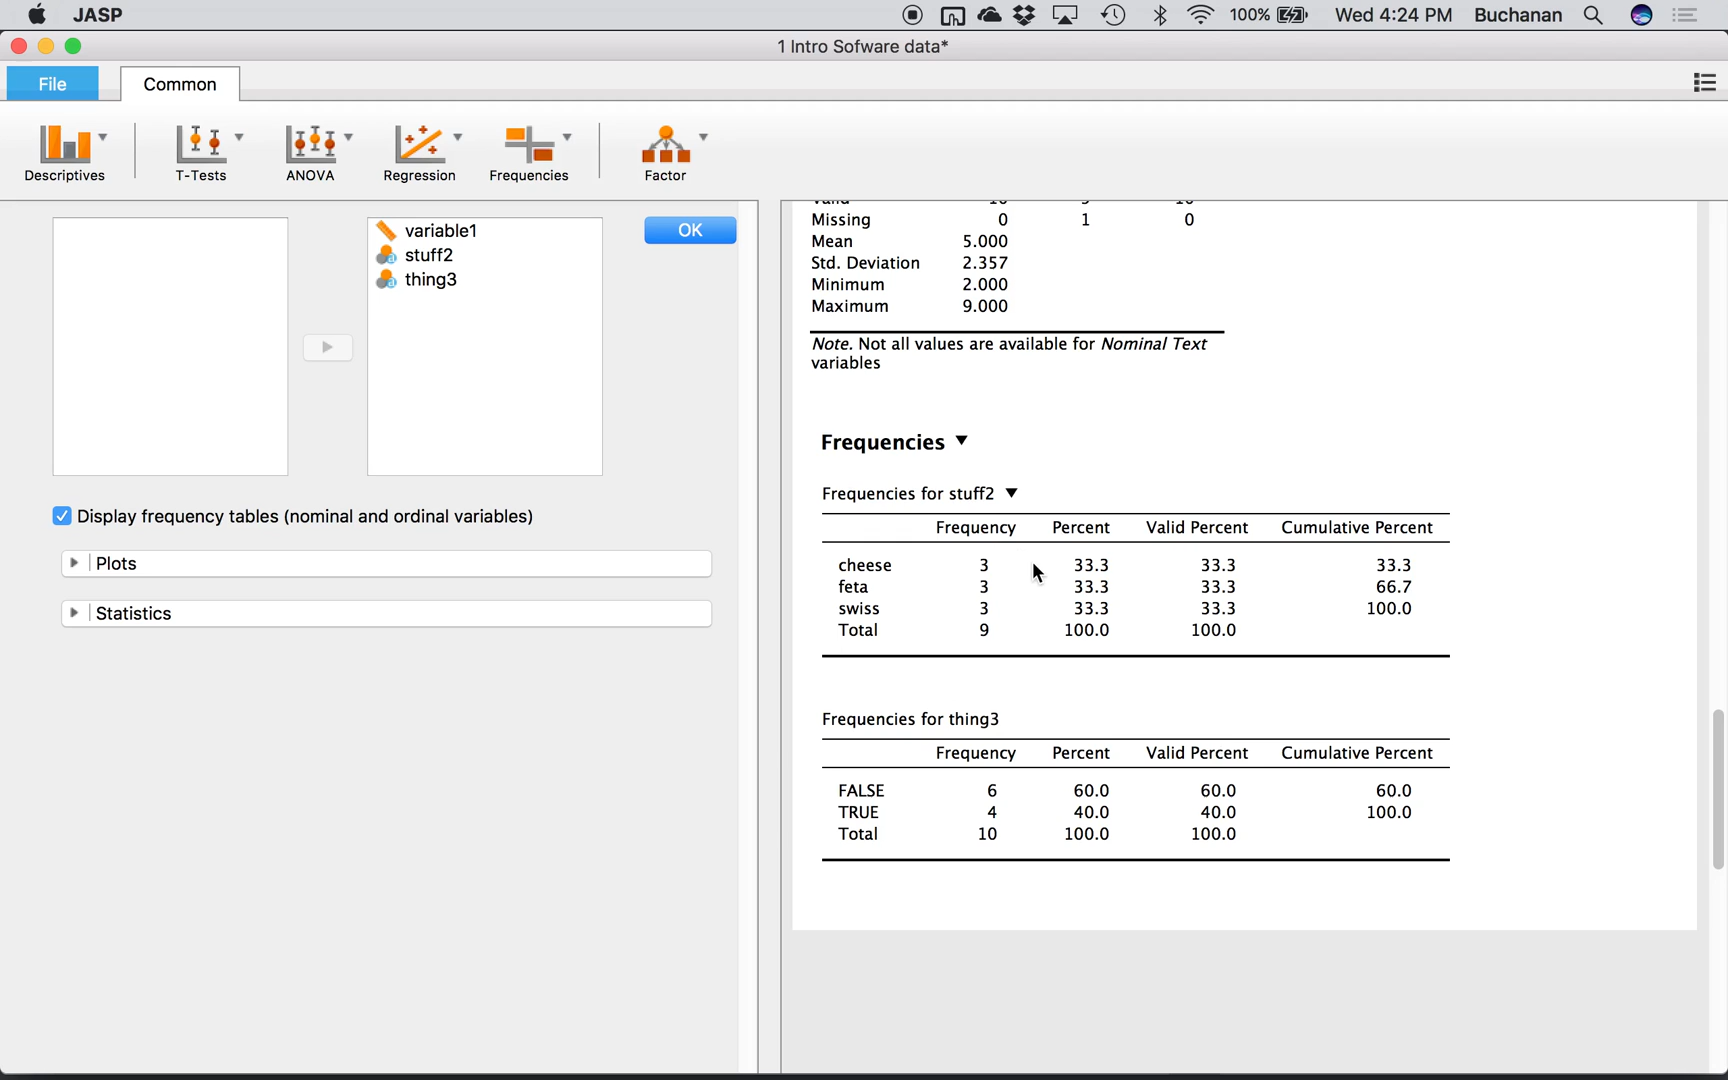 JASP 100% Wed 4:24 PM Buchanan
1 Intro Sofware data*
File Common
Descriptives T-Tests ANOVA Regression Frequencies Factor
variable1
stuff2
thing3
OK
Display frequency tables (nominal and ordinal variables)
Plots
Statistics
Missing 0 1 0
Mean 5.000
Std. Deviation 2.357
Minimum 2.000
Maximum 9.000
Note. Not all values are available for Nominal Text
variables
Frequencies
Frequencies for stuff2
Frequency Percent Valid Percent Cumulative Percent
cheese 3 33.3 33.3 33.3
feta 3 33.3 33.3 66.7
swiss 3 33.3 33.3 100.0
Total 9 100.0 100.0
Frequencies for thing3
Frequency Percent Valid Percent Cumulative Percent
FALSE 6 60.0 60.0 60.0
TRUE 4 40.0 40.0 100.0
Total 10 100.0 100.0